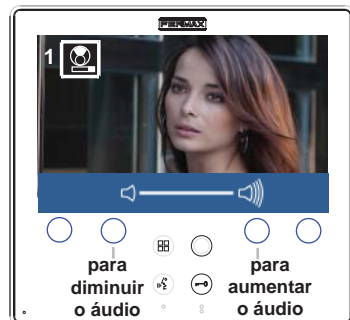 FERMAX
1
para
diminuir
o áudio
para
aumentar
o áudio